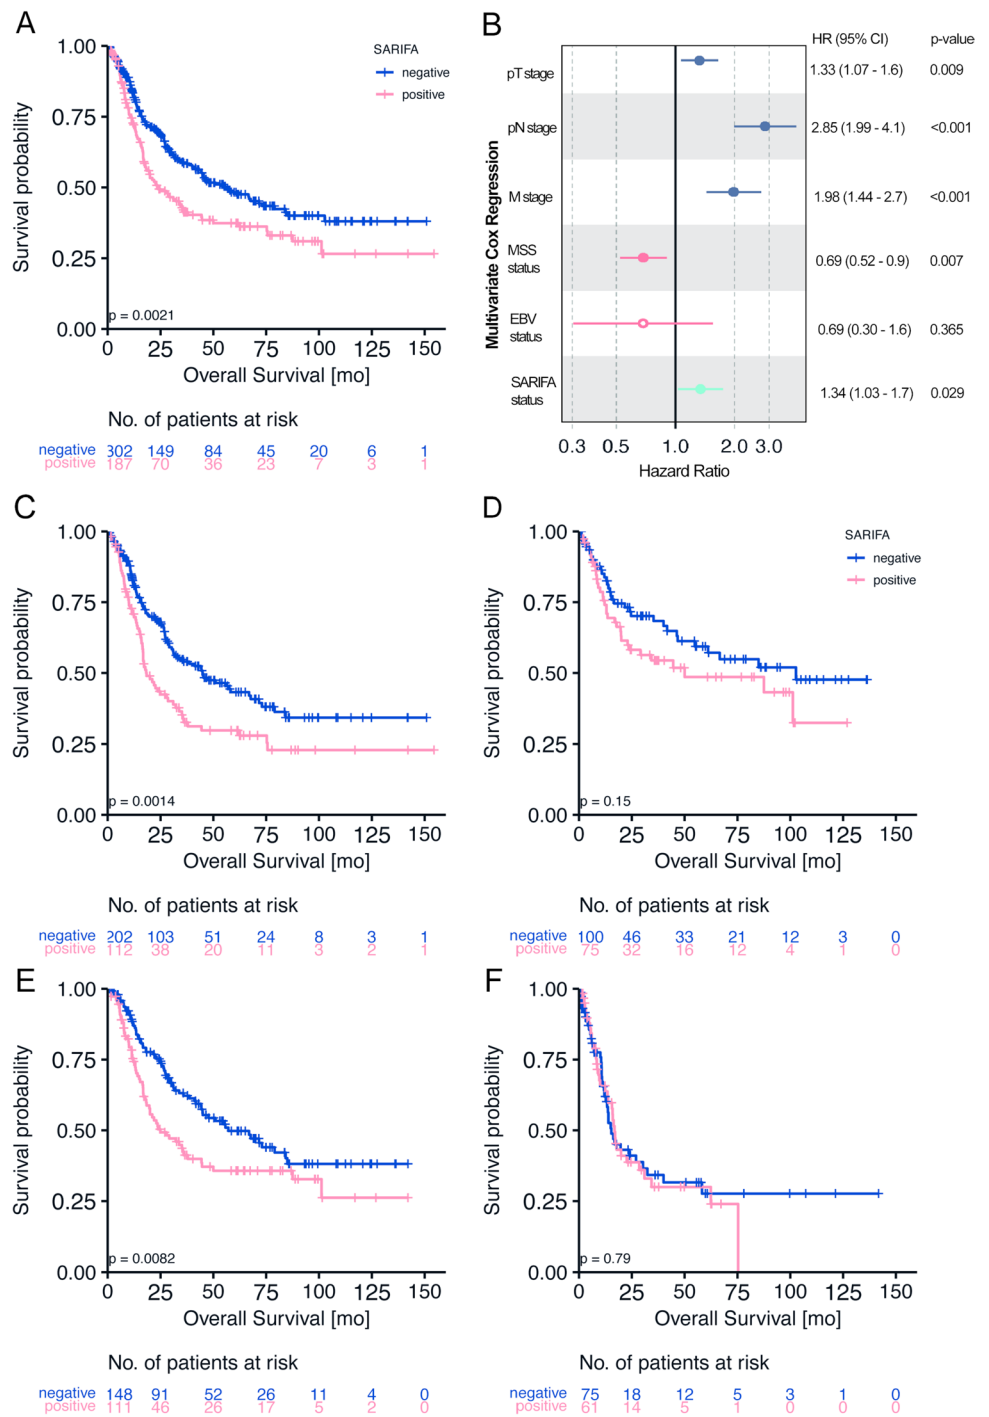 A
1.00
0.75
0.50
0.25
0.00
Survival probability
SARIFA
negative
positive
p = 0.0021
0 25 50 75 100 125 150
Overall Survival [mo]
No. of patients at risk
negative 302 149 84 45 20 6 1
positive 187 70 36 23 7 3 1
B
Multivariate Cox Regression
HR (95% CI) p-value
pT stage 1.33 (1.07 - 1.6) 0.009
pN stage 2.85 (1.99 - 4.1) <0.001
M stage 1.98 (1.44 - 2.7) <0.001
MSS
status 0.69 (0.52 - 0.9) 0.007
EBV
status 0.69 (0.30 - 1.6) 0.365
SARIFA
status 1.34 (1.03 - 1.7) 0.029
0.3 0.5 1.0 2.0 3.0
Hazard Ratio
C
1.00
0.75
0.50
0.25
0.00
Survival probability
p = 0.0014
0 25 50 75 100 125 150
Overall Survival [mo]
No. of patients at risk
negative 202 103 51 24 8 3 1
positive 112 38 20 11 3 2 1
D
1.00
0.75
0.50
0.25
0.00
Survival probability
SARIFA
negative
positive
p = 0.15
0 25 50 75 100 125 150
Overall Survival [mo]
No. of patients at risk
negative 100 46 33 21 12 3 0
positive 75 32 16 12 4 1 0
E
1.00
0.75
0.50
0.25
0.00
Survival probability
p = 0.0082
0 25 50 75 100 125 150
Overall Survival [mo]
No. of patients at risk
negative 148 91 52 26 11 4 0
positive 111 46 26 17 5 2 0
F
1.00
0.75
0.50
0.25
0.00
Survival probability
p = 0.79
0 25 50 75 100 125 150
Overall Survival [mo]
No. of patients at risk
negative 75 18 12 5 3 1 0
positive 61 14 5 1 0 0 0